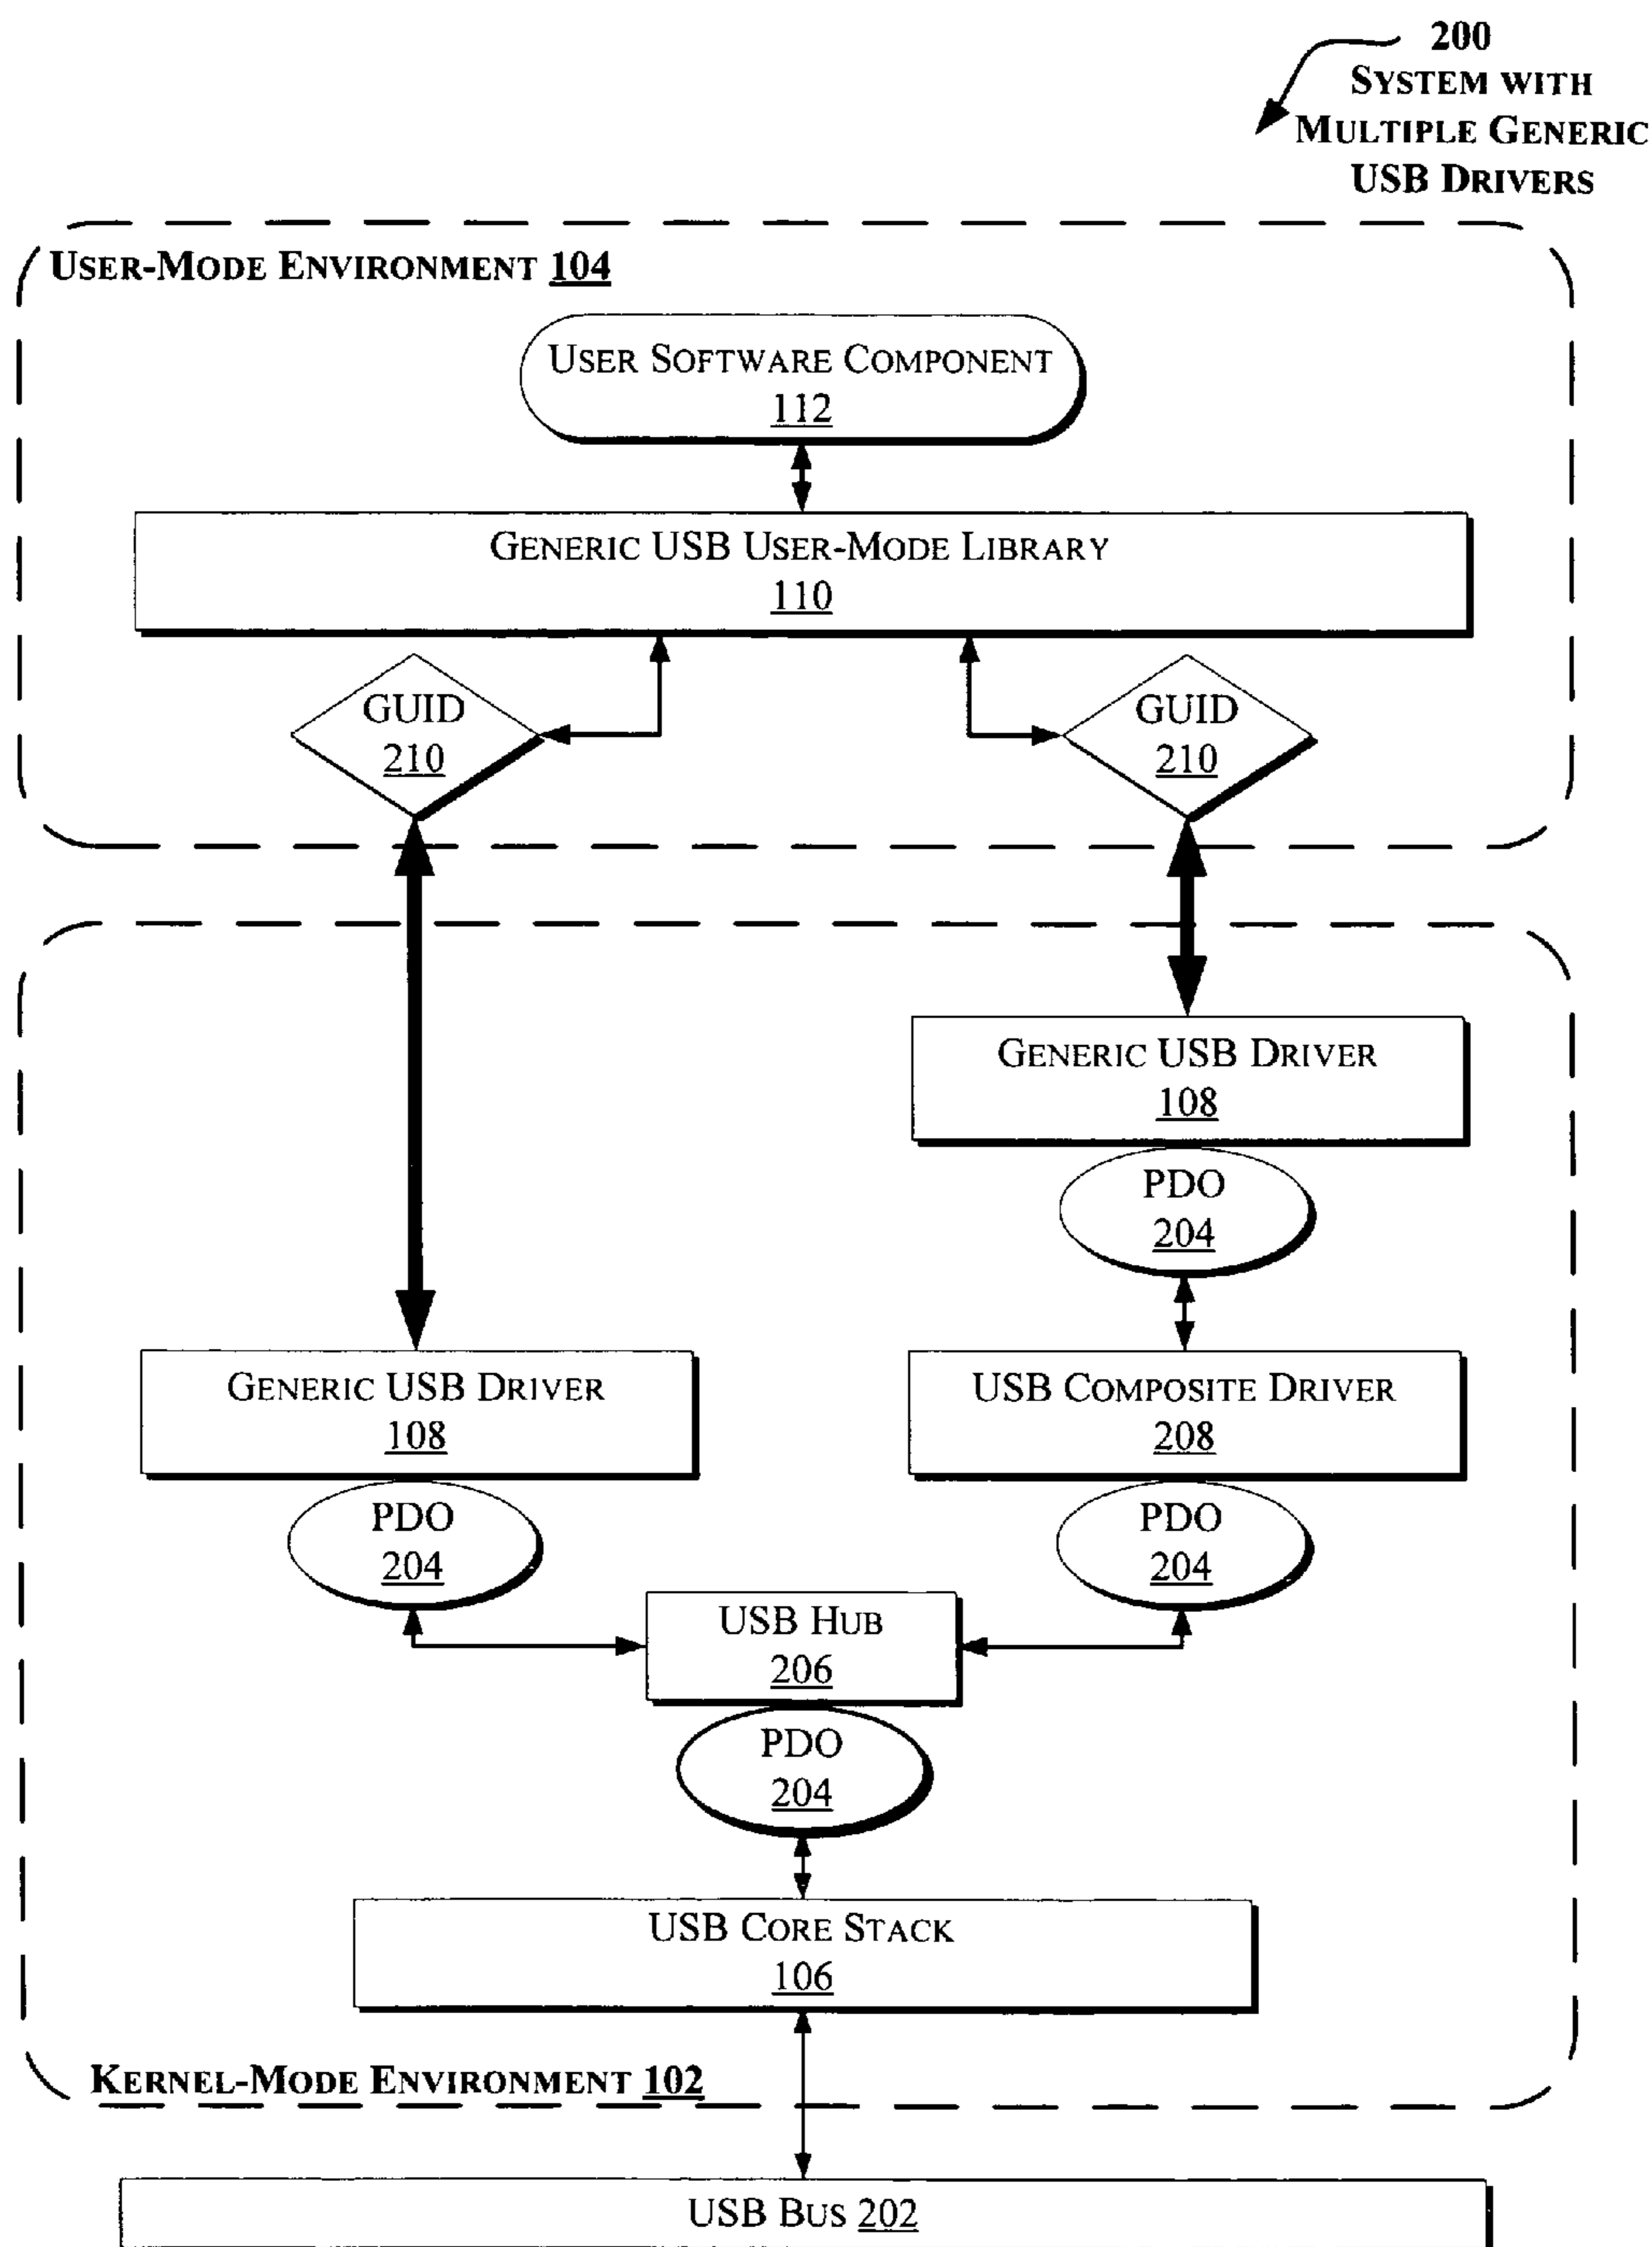 200
SYSTEM WITH
MULTIPLE GENERIC
USB DRIVERS
USER-MODE ENVIRONMENT 104
USER SOFTWARE COMPONENT
112
GENERIC USB USER-MODE LIBRARY
110
GUID
210
GUID
210
GENERIC USB DRIVER
108
PDO
204
GENERIC USB DRIVER
108
USB COMPOSITE DRIVER
208
PDO
204
PDO
204
USB HUB
206
PDO
204
USB CORE STACK
106
KERNEL-MODE ENVIRONMENT 102
USB BUS 202